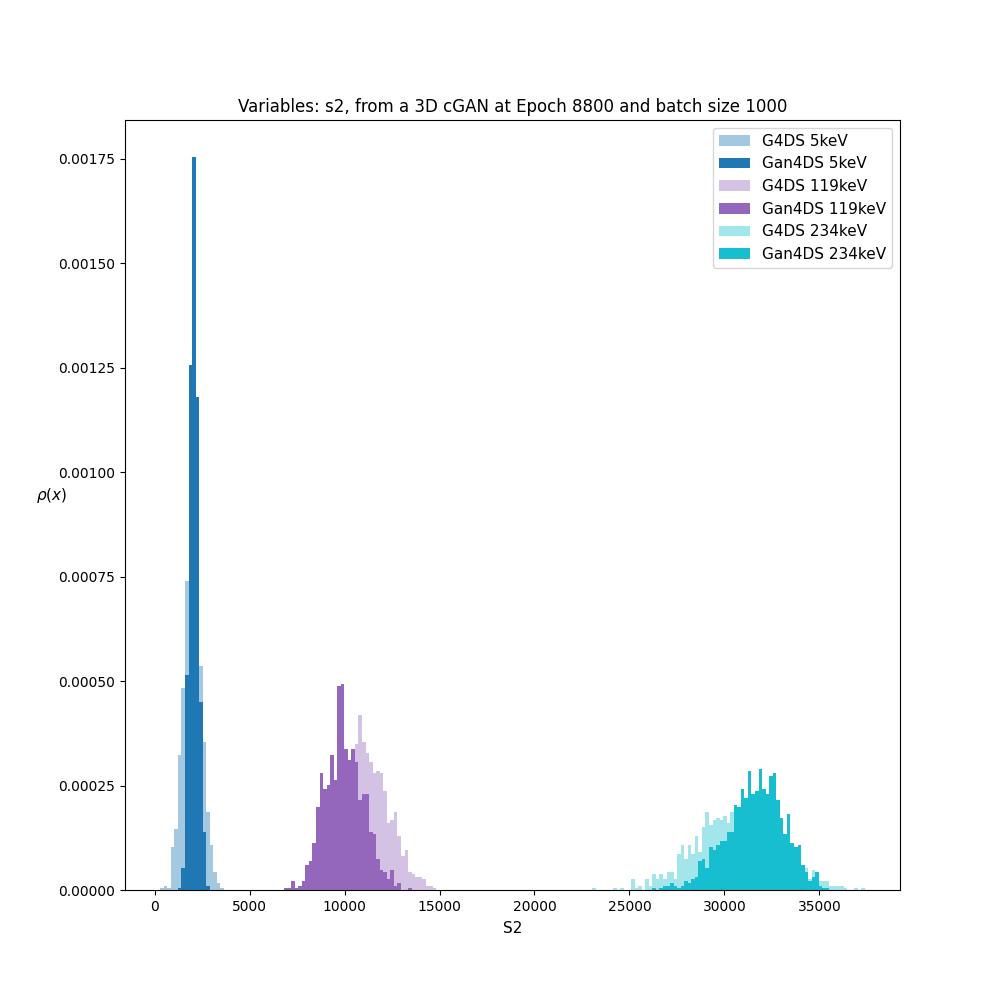 Variables: s2, from a 3D cGAN at Epoch 8800 and batch size 1000
G4DS 5keV
Gan4DS 5keV
G4DS 119keV
Gan4DS 119keV
G4DS 234keV
Gan4DS 234keV
0.00175
0.00150
0.00125
0.00100
ρ(x)
0.00075
0.00050
0.00025
0.00000
0 5000 10000 15000 20000 25000 30000 35000
S2